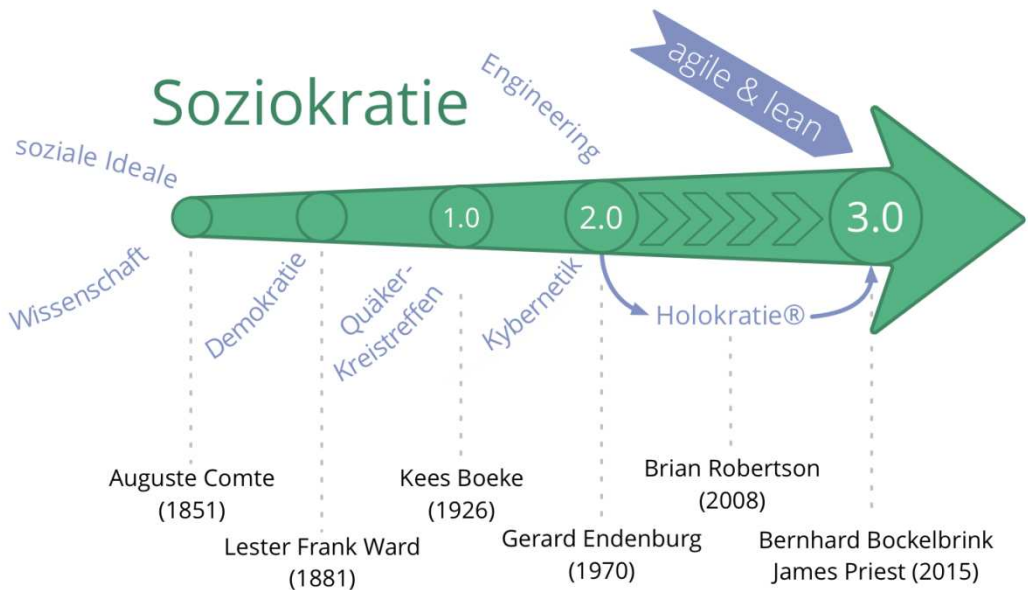 Soziokratie
soziale Ideale
Wissenschaft
Demokratie
Quäker-
Kreistreffen
Engineering
Kybernetik
agile & lean
1.0
2.0
3.0
Holokratie®
Auguste Comte
(1851)
Lester Frank Ward
(1881)
Kees Boeke
(1926)
Gerard Endenburg
(1970)
Brian Robertson
(2008)
Bernhard Bockelbrink
James Priest (2015)